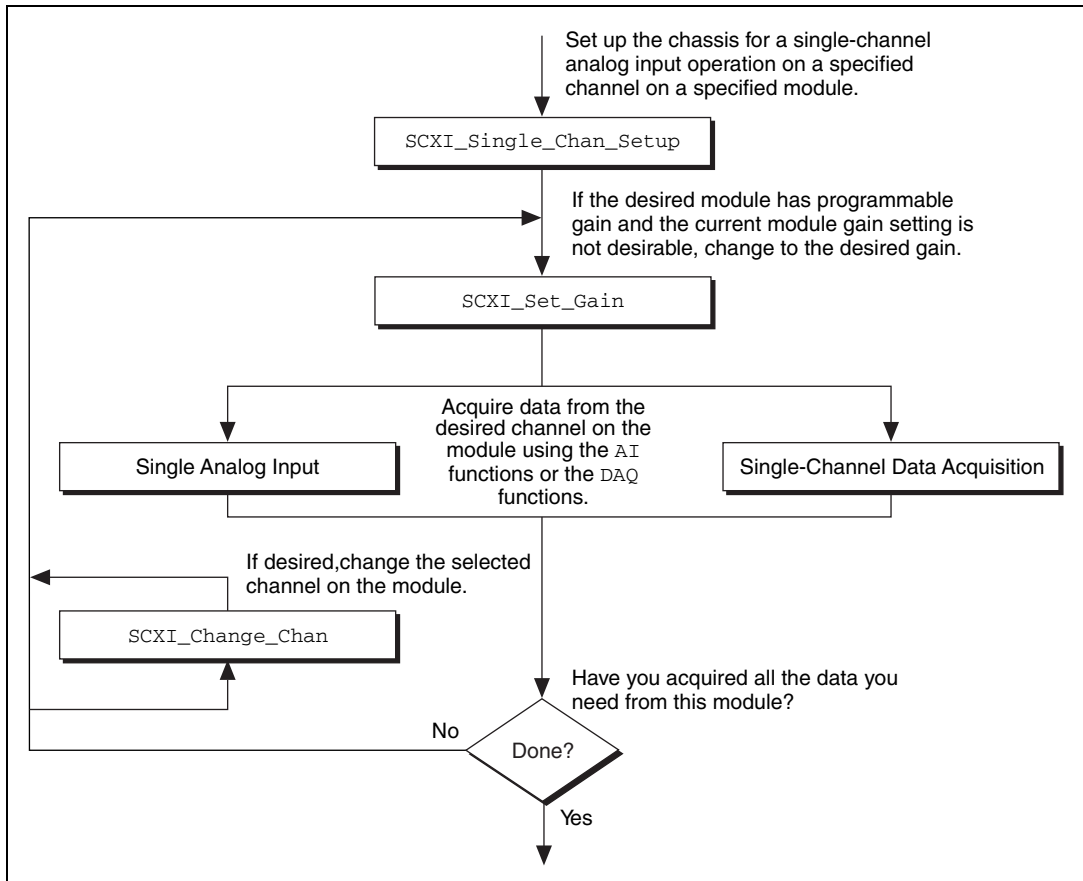 Set up the chassis for a single-channel
analog input operation on a specified
channel on a specified module.
SCXI_Single_Chan_Setup
If the desired module has programmable
gain and the current module gain setting is
not desirable, change to the desired gain.
SCXI_Set_Gain
Acquire data from the
desired channel on the
module using the AI
functions or the DAQ
functions.
Single Analog Input
Single-Channel Data Acquisition
If desired,change the selected
channel on the module.
SCXI_Change_Chan
Have you acquired all the data you
need from this module?
No
Done?
Yes